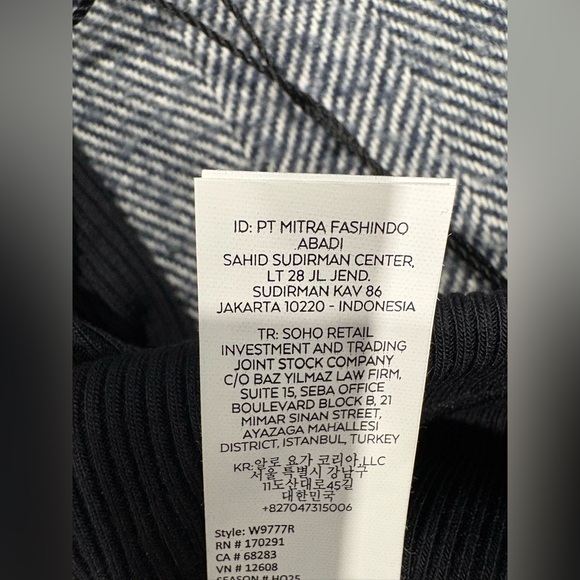 ID: PT MITRA FASHINDO
ABADI
SAHID SUDIRMAN CENTER,
LT 28 JL JEND.
SUDIRMAN KAV 86
JAKARTA 10220 - INDONESIA
TR: SOHO RETAIL
INVESTMENT AND TRADING
JOINT STOCK COMPANY
C/O BAZ YILMAZ LAW FIRM,
SUITE 15, SEBA OFFICE
BOULEVARD BLOCK B, 21
MIMAR SINAN STREET,
AYAZAGA MAHALLESI
DISTRICT, ISTANBUL, TURKEY
KR:알로 요가 코리아,LLC
서울 특별시 강남구
11도산대로45길
대한민국
+827047315006
Style: W9777R
RN # 170291
CA # 68283
VN # 12608
SEASON # HO25